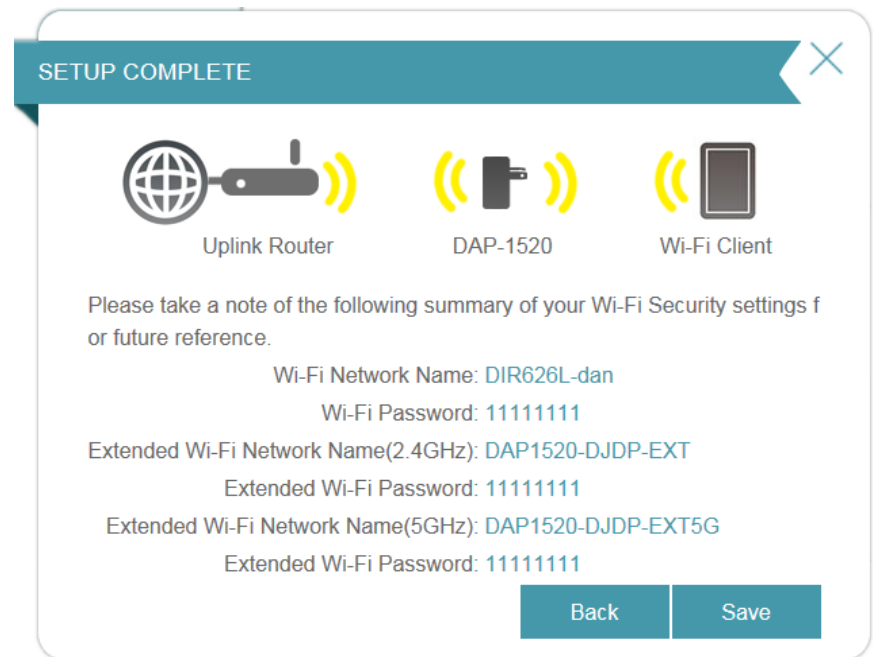 SETUP COMPLETE
Uplink Router DAP-1520 Wi-Fi Client
Please take a note of the following summary of your Wi-Fi Security settings f
or future reference.
Wi-Fi Network Name: DIR626L-dan
Wi-Fi Password: 11111111
Extended Wi-Fi Network Name(2.4GHz): DAP1520-DJDP-EXT
Extended Wi-Fi Password: 11111111
Extended Wi-Fi Network Name(5GHz): DAP1520-DJDP-EXT5G
Extended Wi-Fi Password: 11111111
Back Save